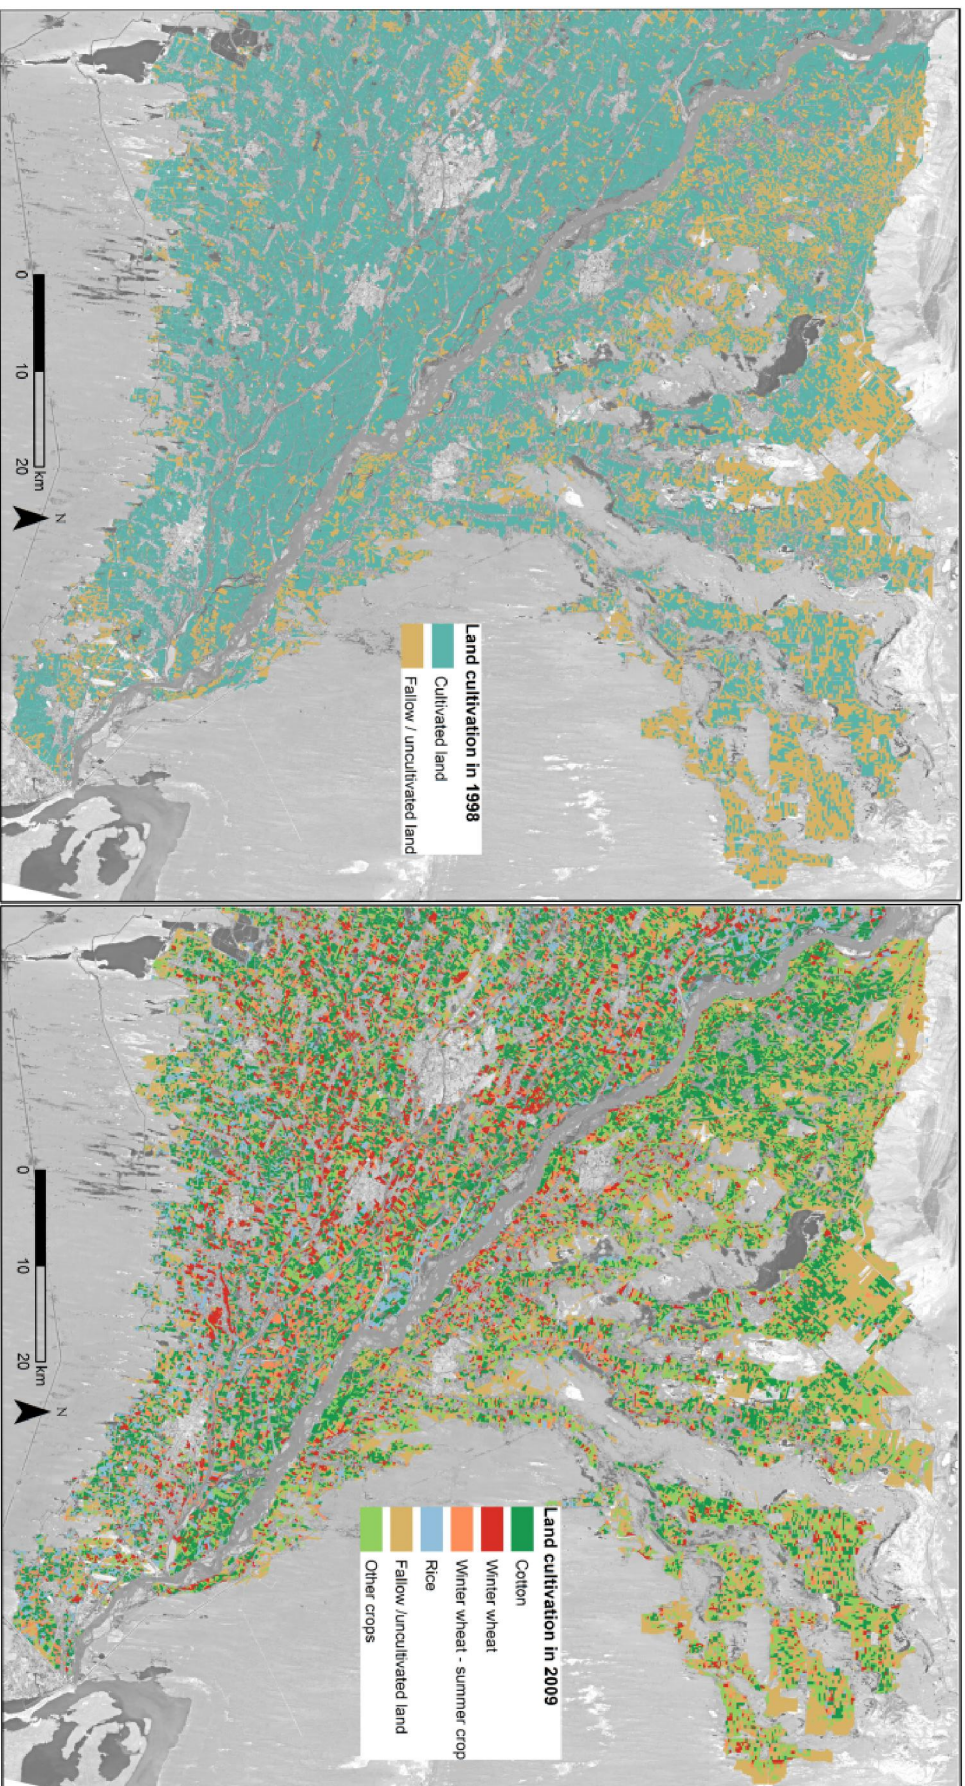 Land cultivation in 1998
Cultivated land
Fallow / uncultivated land
0 10 20 km
N
Land cultivation in 2009
Cotton
Winter wheat
Winter wheat - summer crop
Rice
Fallow /uncultivated land
Other crops
0 10 20 km
N